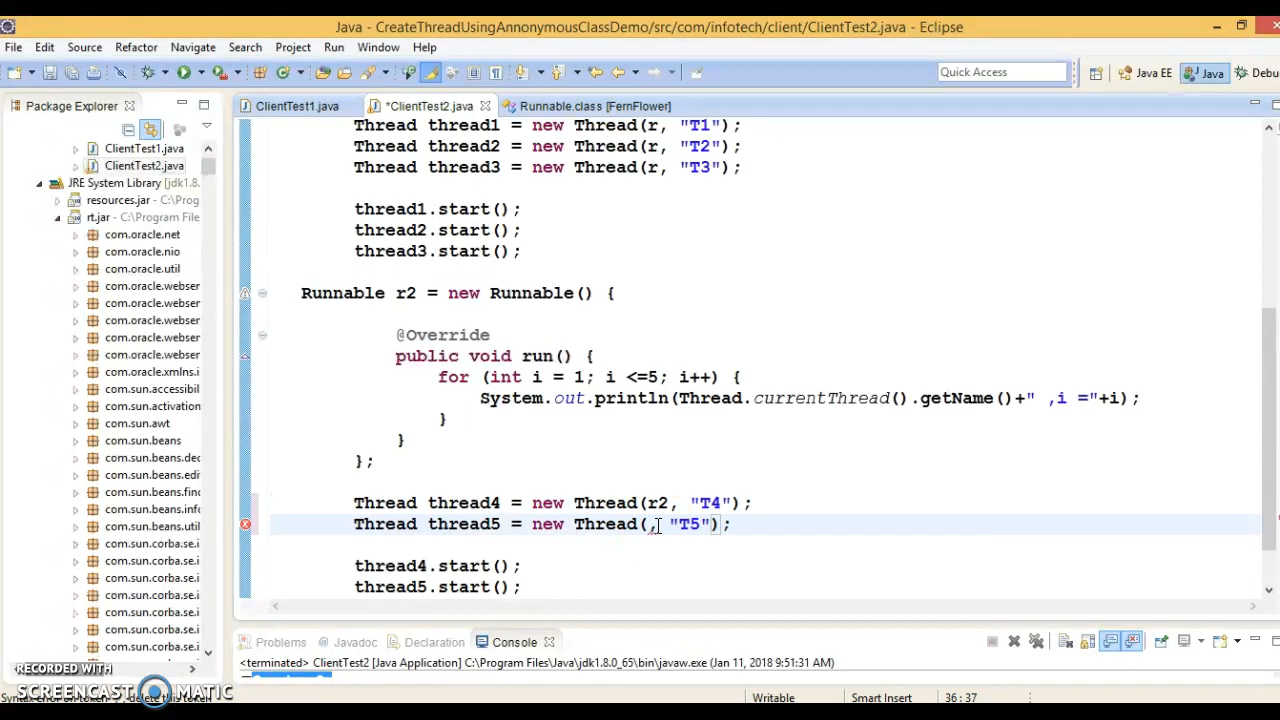 Java - CreateThreadUsingAnnonymousClassDemo/src/com/infotech/client/ClientTest2.java - Eclipse
File Edit Source Refactor Navigate Search Project Run Window Help
Quick Access
Java EE
Java
Debu
Package Explorer
ClientTest1.java
*ClientTest2.java
Runnable.class [FernFlower]
ClientTest1.java
ClientTest2.java
JRE System Library [jdk1.8.
resources.jar - C:\Prog
rt.jar - C:\Program Files
com.oracle.net
com.oracle.nio
com.oracle.util
com.oracle.webser
com.oracle.webser
com.oracle.webser
com.oracle.webser
com.oracle.webser
com.oracle.xmlns.i
com.sun.accessibil
com.sun.activation
com.sun.awt
com.sun.beans
com.sun.beans.dec
com.sun.beans.edi
com.sun.beans.fin
com.sun.beans.info
com.sun.beans.util
com.sun.corba.se.i
com.sun.corba.se.i
com.sun.corba.se.i
com.sun.corba.se.i
com.sun.corba.se.i
com.sun.corba.se.i
com.sun.corba.se.i
Thread thread1 = new Thread(r, "T1");
Thread thread2 = new Thread(r, "T2");
Thread thread3 = new Thread(r, "T3");
thread1.start();
thread2.start();
thread3.start();
Runnable r2 = new Runnable() {
@Override
public void run() {
for (int i = 1; i <=5; i++) {
System.out.println(Thread.currentThread().getName()+" ,i ="+i);
}
}
};
Thread thread4 = new Thread(r2, "T4");
Thread thread5 = new Thread(, "T5");
thread4.start();
thread5.start();
Problems
Javadoc
Declaration
Console
<terminated> ClientTest2 [Java Application] C:\Program Files\Java\jdk1.8.0_65\bin\javaw.exe (Jan 11, 2018 9:51:31 AM)
RECORDED WITH
SCREENCAST MATIC
Writable
Smart Insert
36 : 37